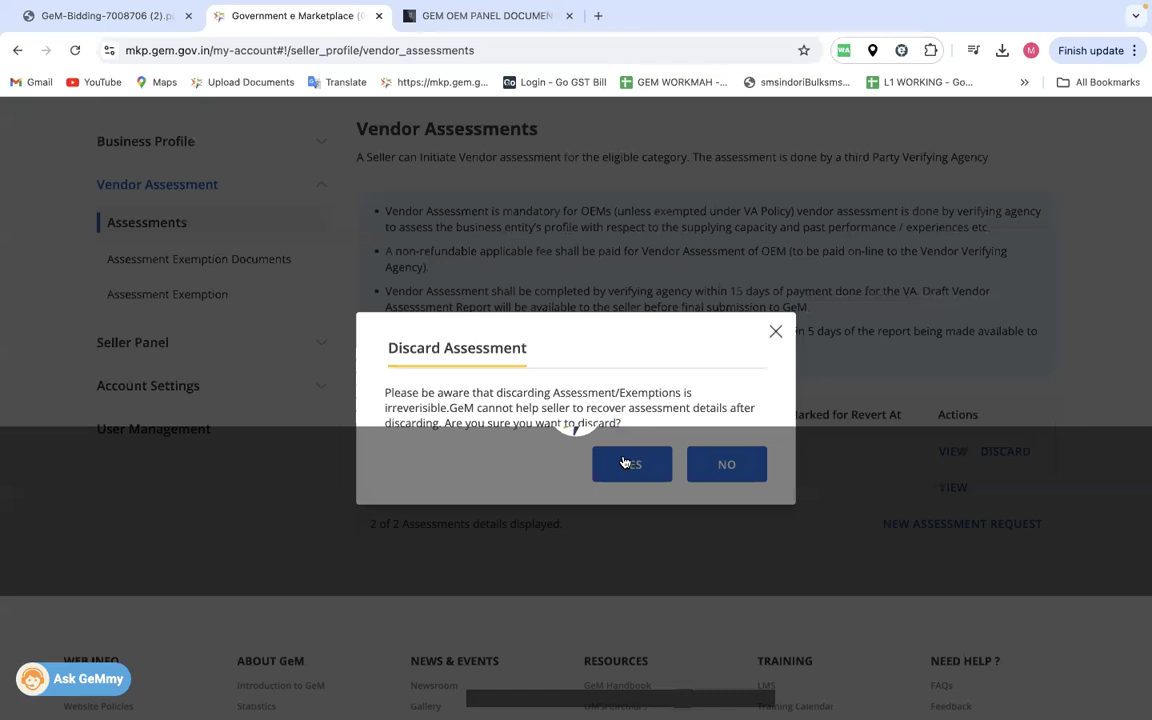 GeM-Bidding-7008706 (2).p
Government e Marketplace (
GEM OEM PANEL DOCUMEN
mkp.gem.gov.in/my-account#!/seller_profile/vendor_assessments
WA
M
Finish update
Gmail
YouTube
Maps
Upload Documents
Translate
https://mkp.gem.g...
Go
Login - Go GST Bill
GEM WORKMAH -...
smsindoriBulksms...
L1 WORKING - Go...
All Bookmarks
Business Profile
Vendor Assessment
Assessments
Assessment Exemption Documents
Assessment Exemption
Seller Panel
Account Settings
User Management
Vendor Assessments
A Seller can Initiate Vendor assessment for the eligible category. The assessment is done by a third Party Verifying Agency
• Vendor Assessment is mandatory for OEMs (unless exempted under VA Policy) vendor assessment is done by verifying agency
to assess the business entity's profile with respect to the supplying capacity and past performance / experiences etc.
• A non-refundable applicable fee shall be paid for Vendor Assessment of OEM (to be paid on-line to the Vendor Verifying
Agency).
• Vendor Assessment shall be completed by verifying agency within 15 days of payment done for the VA. Draft Vendor
Assessment Report will be available to the seller before final submission to GeM.
in 5 days of the report being made available to
Discard Assessment
Please be aware that discarding Assessment/Exemptions is
irreverisible.GeM cannot help seller to recover assessment details after
discarding. Are you sure you want to discard?
YES
NO
Marked for Revert At
Actions
VIEW
DISCARD
VIEW
2 of 2 Assessments details displayed.
NEW ASSESSMENT REQUEST
WEB INFO
ABOUT GeM
NEWS & EVENTS
RESOURCES
TRAINING
NEED HELP ?
Introduction to GeM
Newsroom
GeM Handbook
LMS
FAQs
Website Policies
Statistics
Gallery
Training Calendar
Feedback
Ask GeMmy